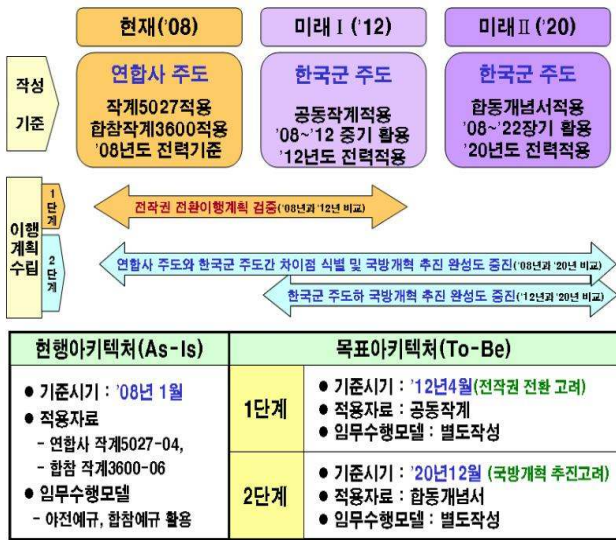 현재('08)
미래Ⅰ('12)
미래Ⅱ('20)
작성
기준
연합사 주도
작계5027적용
합참작계3600적용
'08년도 전력기준
한국군 주도
공동작계적용
'08~'12 중기 활용
'12년도 전력적용
한국군 주도
합동개념서적용
'08~'22장기 활용
'20년도 전력적용
이행
계획
수립
1
단
계
2
단
계
전작권 전환이행계획 검증('08년과 '12년 비교)
연합사 주도와 한국군 주도간 차이점 식별 및 국방개혁 추진 완성도 증진('08년과 '20년 비교)
한국군 주도하 국방개혁 추진 완성도 증진('12년과 '20년 비교)
현행아키텍처(As-Is)
목표아키텍처(To-Be)
● 기준시기 : '08년 1월
● 적용자료
- 연합사 작계5027-04,
- 합참 작계3600-06
● 임무수행모델
- 야전예규, 합참예규 활용
1단계
● 기준시기 : '12년4월(전작권 전환 고려)
● 적용자료 : 공동작계
● 임무수행모델 : 별도작성
2단계
● 기준시기 : '20년12월 (국방개혁 추진고려)
● 적용자료 : 합동개념서
● 임무수행모델 : 별도작성